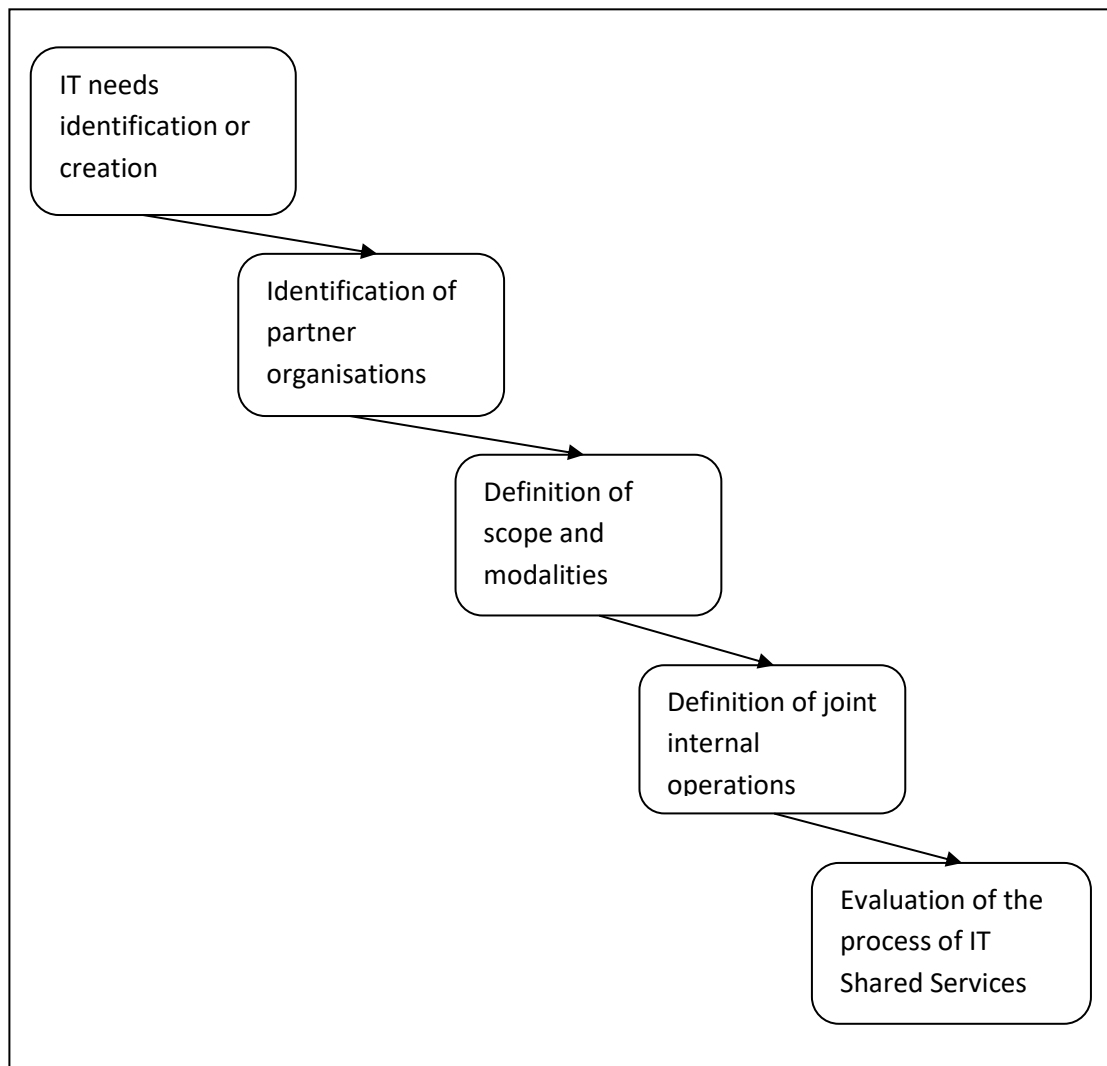 IT needs
identification or
creation
Identification of
partner
organisations
Definition of
scope and
modalities
Definition of joint
internal
operations
Evaluation of the
process of IT
Shared Services